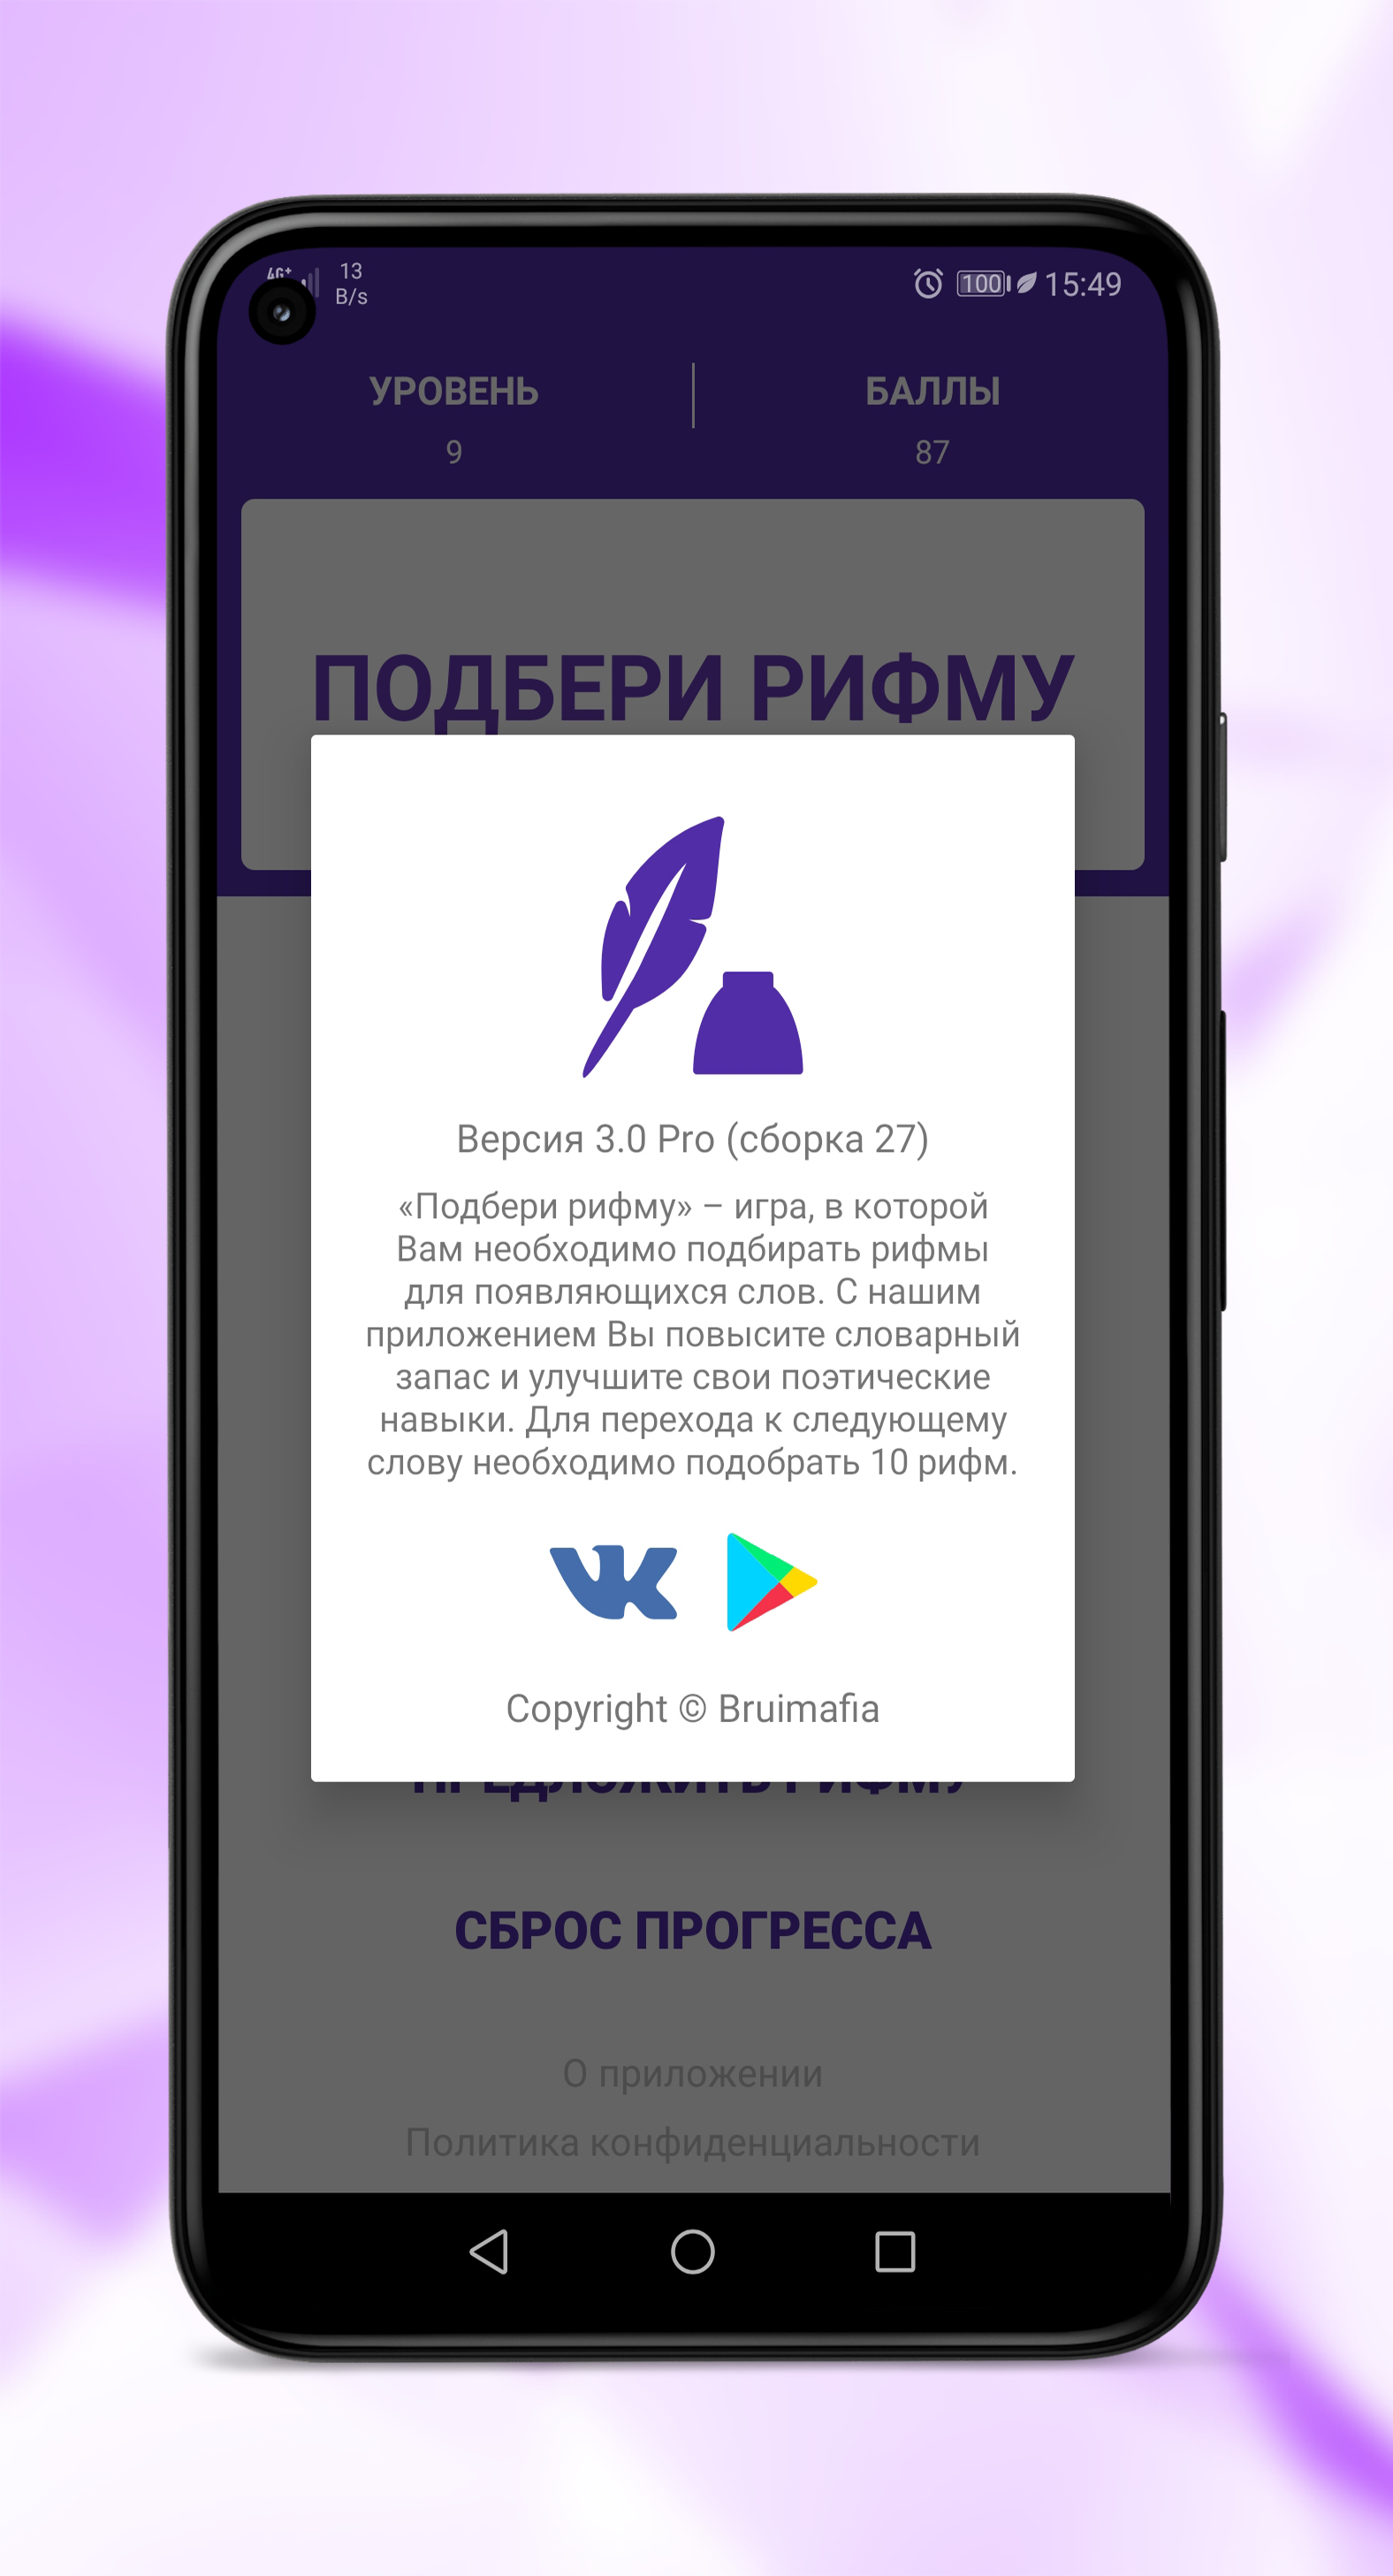 4G+
13
B/s
100
15:49
УРОВЕНЬ
БАЛЛЫ
9
87
ПОДБЕРИ РИФМУ
Версия 3.0 Pro (сборка 27)
«Подбери рифму» – игра, в которой
Вам необходимо подбирать рифмы
для появляющихся слов. С нашим
приложением Вы повысите словарный
запас и улучшите свои поэтические
навыки. Для перехода к следующему
слову необходимо подобрать 10 рифм.
Copyright © Bruimafia
ПРЕДЛОЖИТЬ РИФМУ
СБРОС ПРОГРЕССА
О приложении
Политика конфиденциальности